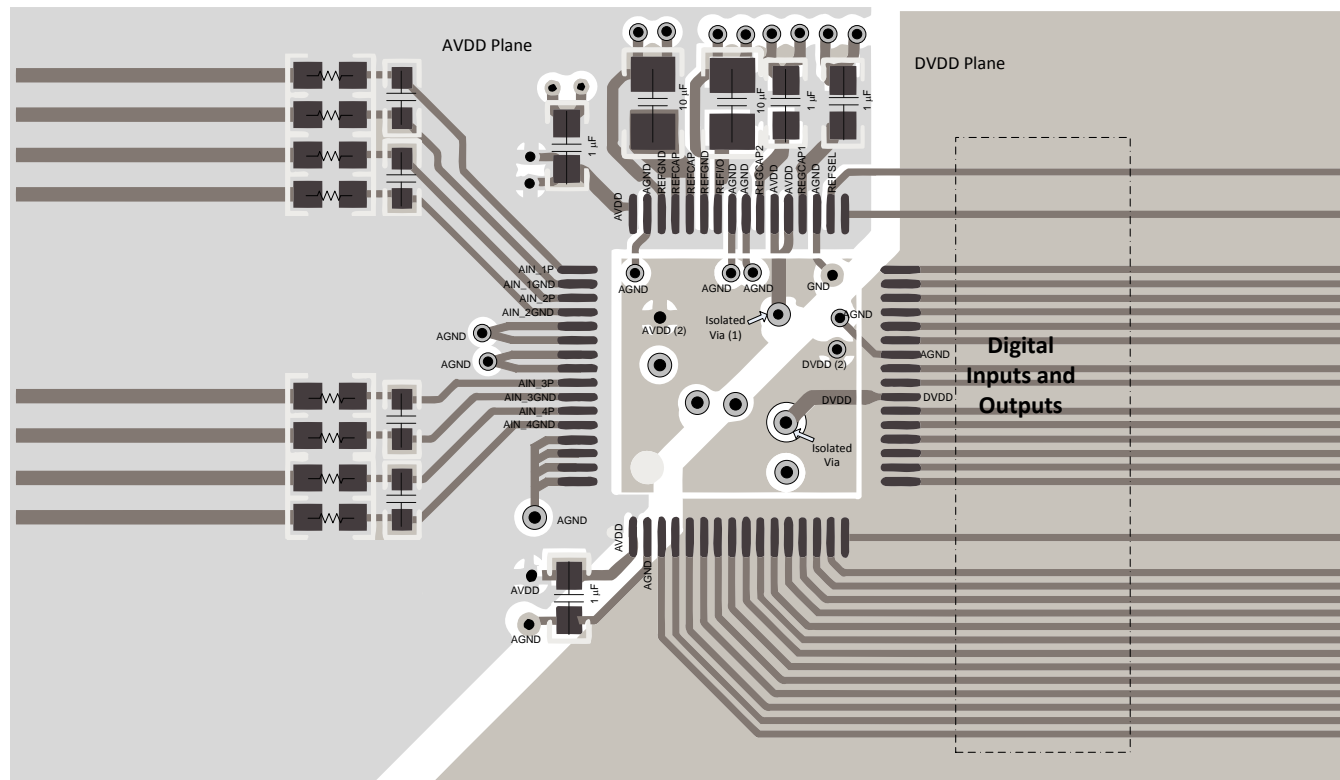 AVDD Plane
DVDD Plane
10 µF
10 µF
1 µF
1 µF
1 µF
AVDD
AGND
REFGND
REFCAP
REFCAP
REFGND
REFI/O
AGND
AGND
REGCAP2
AVDD
AVDD
REGCAP1
AGND
REFSEL
AIN_1P
AIN_1GND
AIN_2P
AIN_2GND
AGND
AGND
AIN_3P
AIN_3GND
AIN_4P
AIN_4GND
AGND
AGND
AGND
AGND
GND
AVDD (2)
Isolated
Via (1)
AGND
DVDD (2)
AGND
DVDD
DVDD
Isolated
Via
Digital
Inputs and
Outputs
AVDD
AGND
AVDD
1 µF
AGND